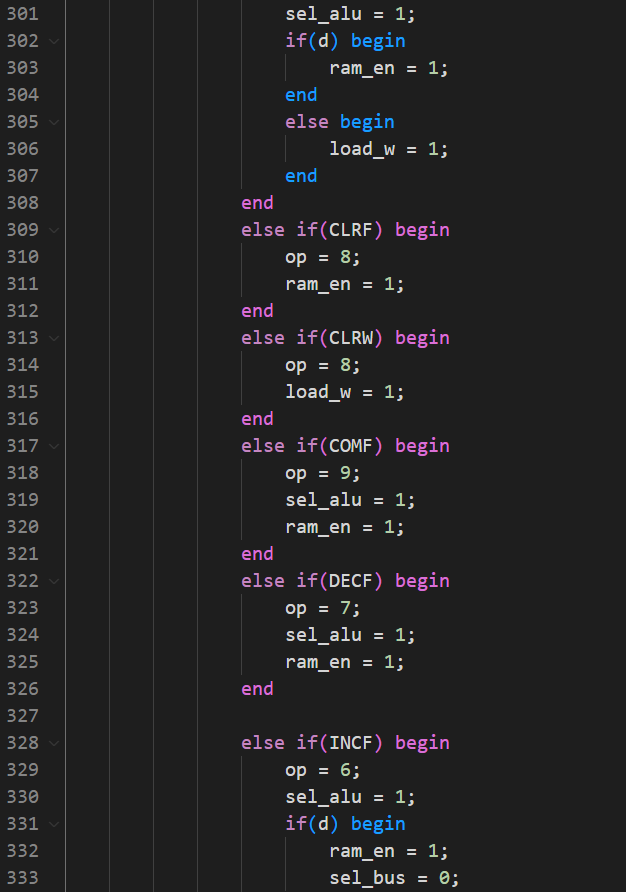 301 sel_alu = 1;
302 if(d) begin
303 ram_en = 1;
304 end
305 else begin
306 load_w = 1;
307 end
308 end
309 else if(CLRF) begin
310 op = 8;
311 ram_en = 1;
312 end
313 else if(CLRW) begin
314 op = 8;
315 load_w = 1;
316 end
317 else if(COMF) begin
318 op = 9;
319 sel_alu = 1;
320 ram_en = 1;
321 end
322 else if(DECF) begin
323 op = 7;
324 sel_alu = 1;
325 ram_en = 1;
326 end
327
328 else if(INCF) begin
329 op = 6;
330 sel_alu = 1;
331 if(d) begin
332 ram_en = 1;
333 sel_bus = 0;